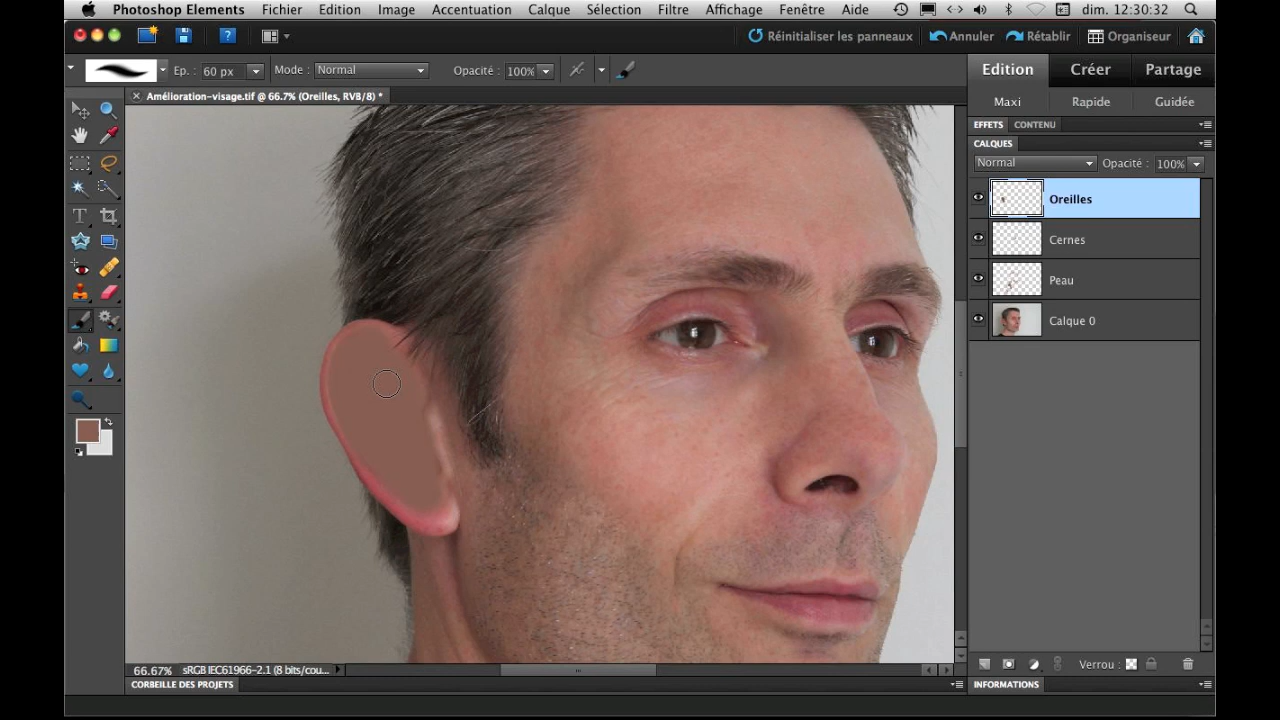 Photoshop Elements Fichier Edition Image Accentuation Calque Sélection Filtre Affichage Fenêtre Aide dim. 12:30:32
? Réinitialiser les panneaux Annuler Rétablir Organiseur
Ep. : 60 px Mode : Normal Opacité : 100% Edition Créer Partage
Amélioration-visage.tif @ 66.7% (Oreilles, RVB/8) * Maxi Rapide Guidée
EFFETS CONTENU
CALQUES
Normal Opacité : 100%
Oreilles
Cernes
Peau
Calque 0
T
66.67% sRGB IEC61966-2.1 (8 bits/cou... Verrou :
CORBEILLE DES PROJETS INFORMATIONS